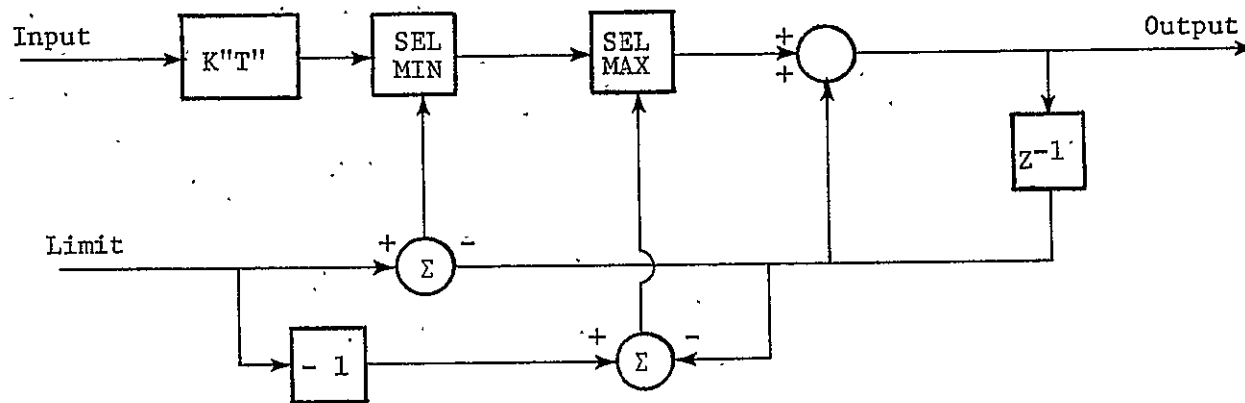 Input
K"T"
SEL
MIN
SEL
MAX
+
+
Output
z-1
Limit
+
-
Σ
- 1
+
-
Σ